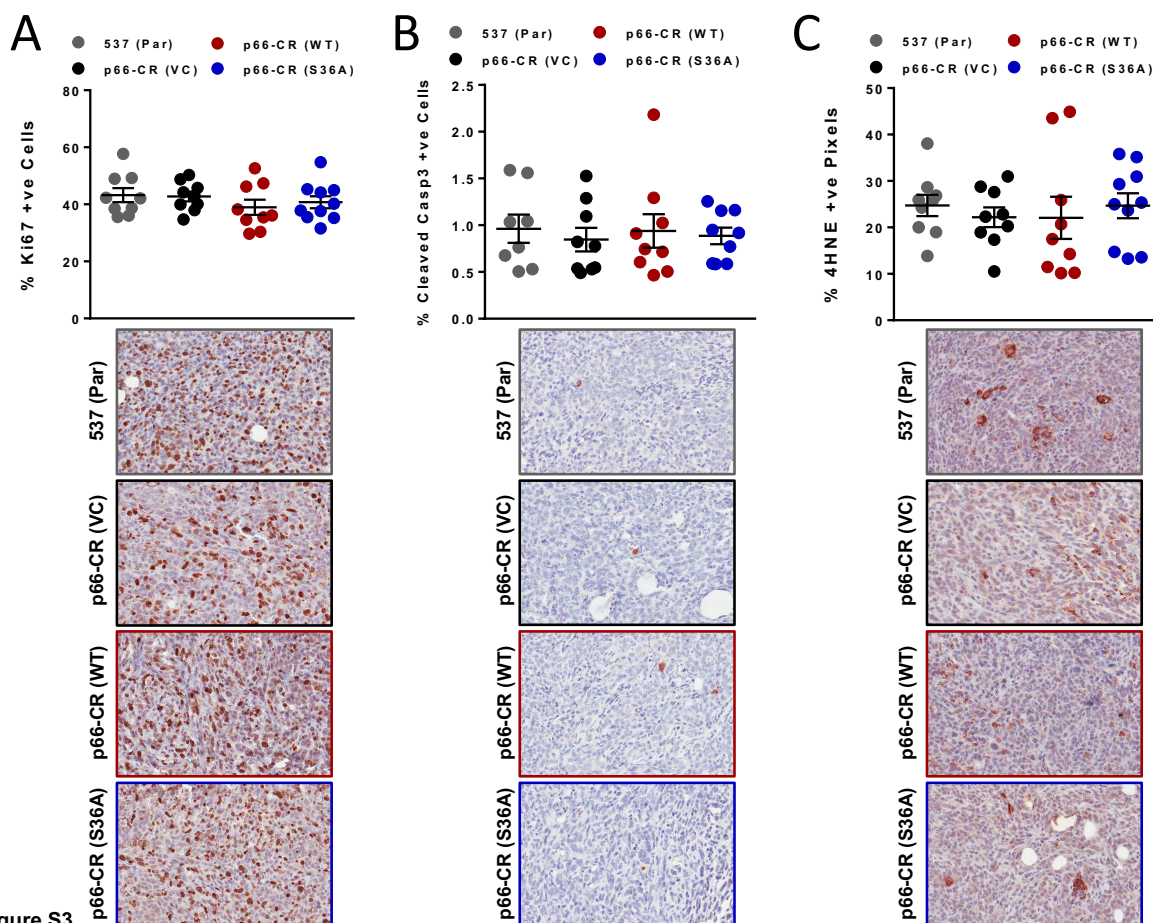 A
537 (Par)
p66-CR (WT)
p66-CR (VC)
p66-CR (S36A)
% Ki67 +ve Cells
80
60
40
20
0
537 (Par)
p66-CR (VC)
p66-CR (WT)
p66-CR (S36A)
B
537 (Par)
p66-CR (WT)
p66-CR (VC)
p66-CR (S36A)
% Cleaved Casp3 +ve Cells
2.5
2.0
1.5
1.0
0.5
0.0
537 (Par)
p66-CR (VC)
p66-CR (WT)
p66-CR (S36A)
C
537 (Par)
p66-CR (WT)
p66-CR (VC)
p66-CR (S36A)
% 4HNE +ve Pixels
50
40
30
20
10
0
537 (Par)
p66-CR (VC)
p66-CR (WT)
p66-CR (S36A)
gure S3